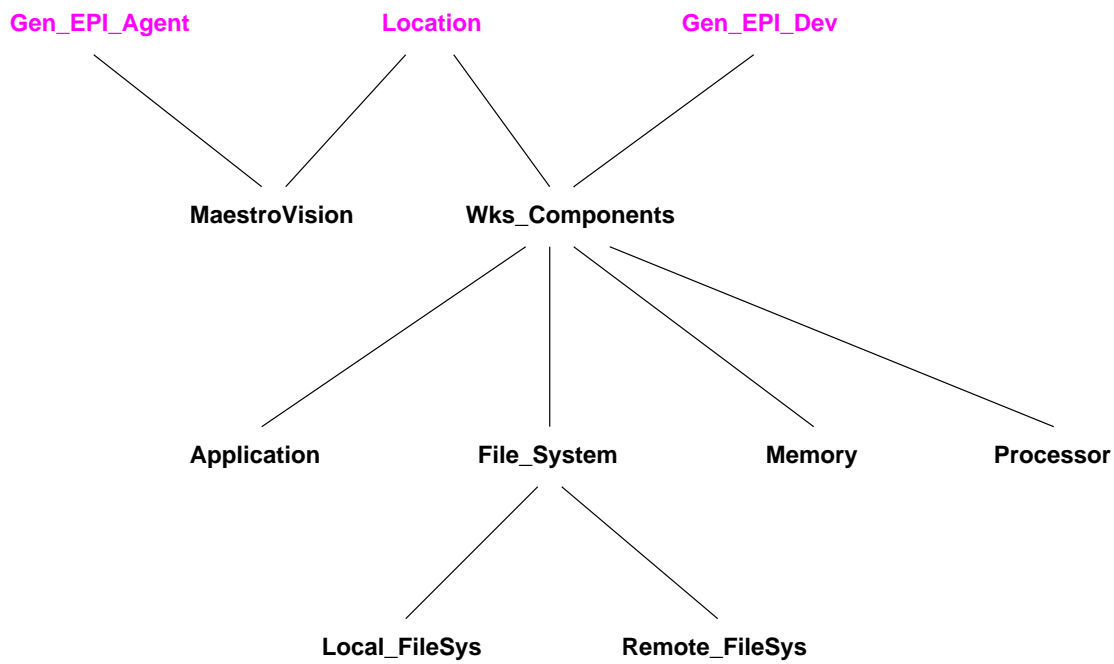 Gen_EPI_Agent Location Gen_EPI_Dev
MaestroVision Wks_Components
Application File_System Memory Processor
Local_FileSys Remote_FileSys